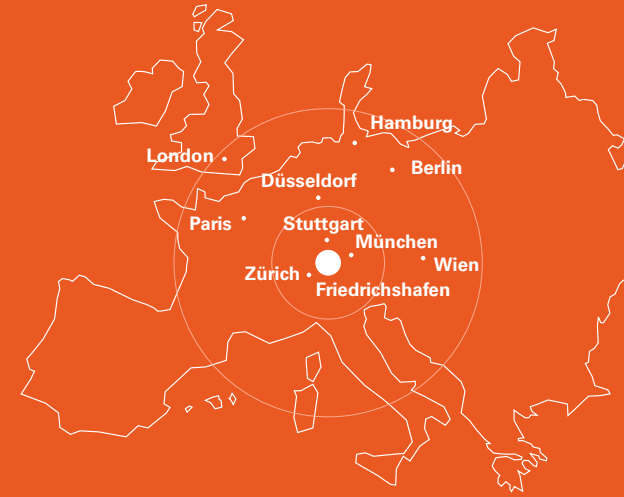 Hamburg
London
Berlin
Düsseldorf
Paris
Stuttgart
München
Wien
Zürich
Friedrichshafen